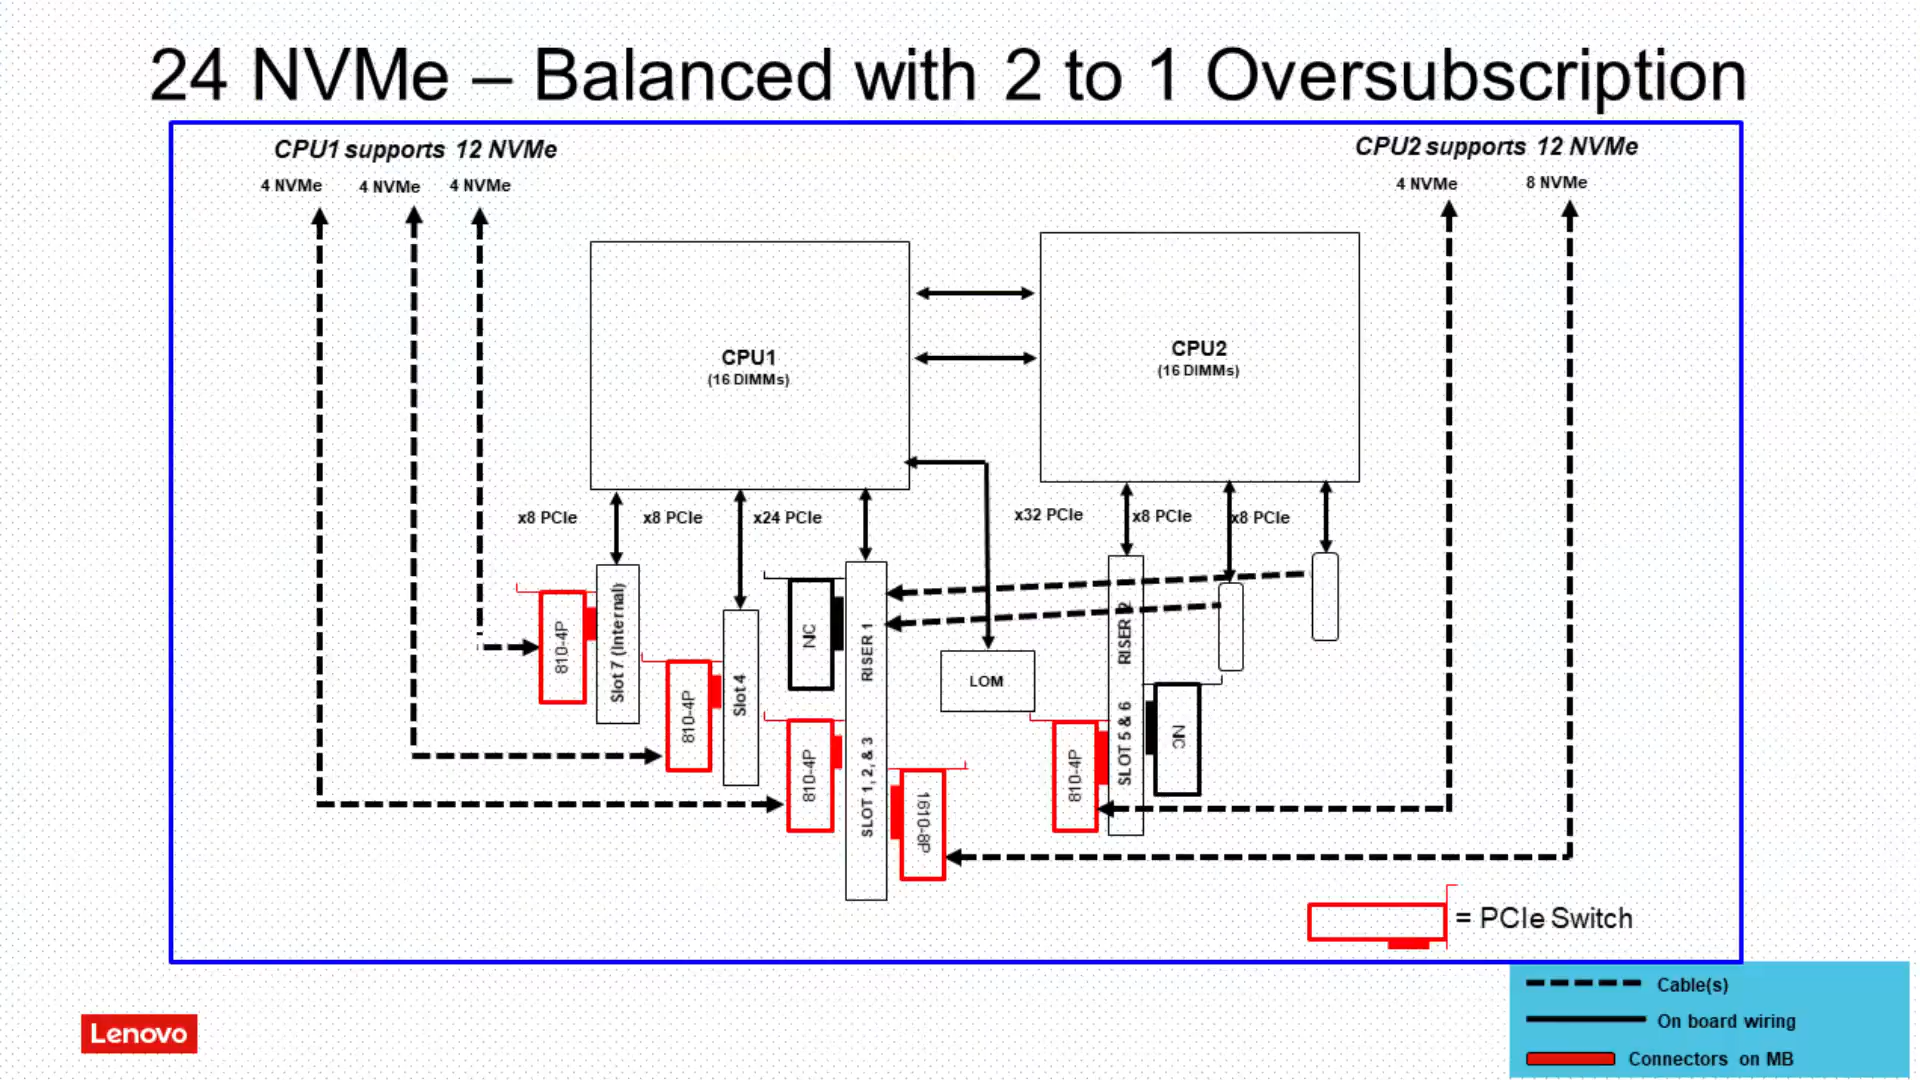 24 NVMe – Balanced with 2 to 1 Oversubscription
CPU1 supports 12 NVMe
CPU2 supports 12 NVMe
4 NVMe
4 NVMe
4 NVMe
4 NVMe
8 NVMe
CPU1
(16 DIMMs)
CPU2
(16 DIMMs)
x8 PCIe
x8 PCIe
x24 PCIe
x32 PCIe
x8 PCIe
x8 PCIe
810-4P
Slot 7 (Internal)
810-4P
Slot 4
NC
810-4P
RISER 1
SLOT 1, 2, & 3
1610-8P
LOM
810-4P
RISER 2
SLOT 5 & 6
NC
= PCIe Switch
Cable(s)
On board wiring
Connectors on MB
Lenovo